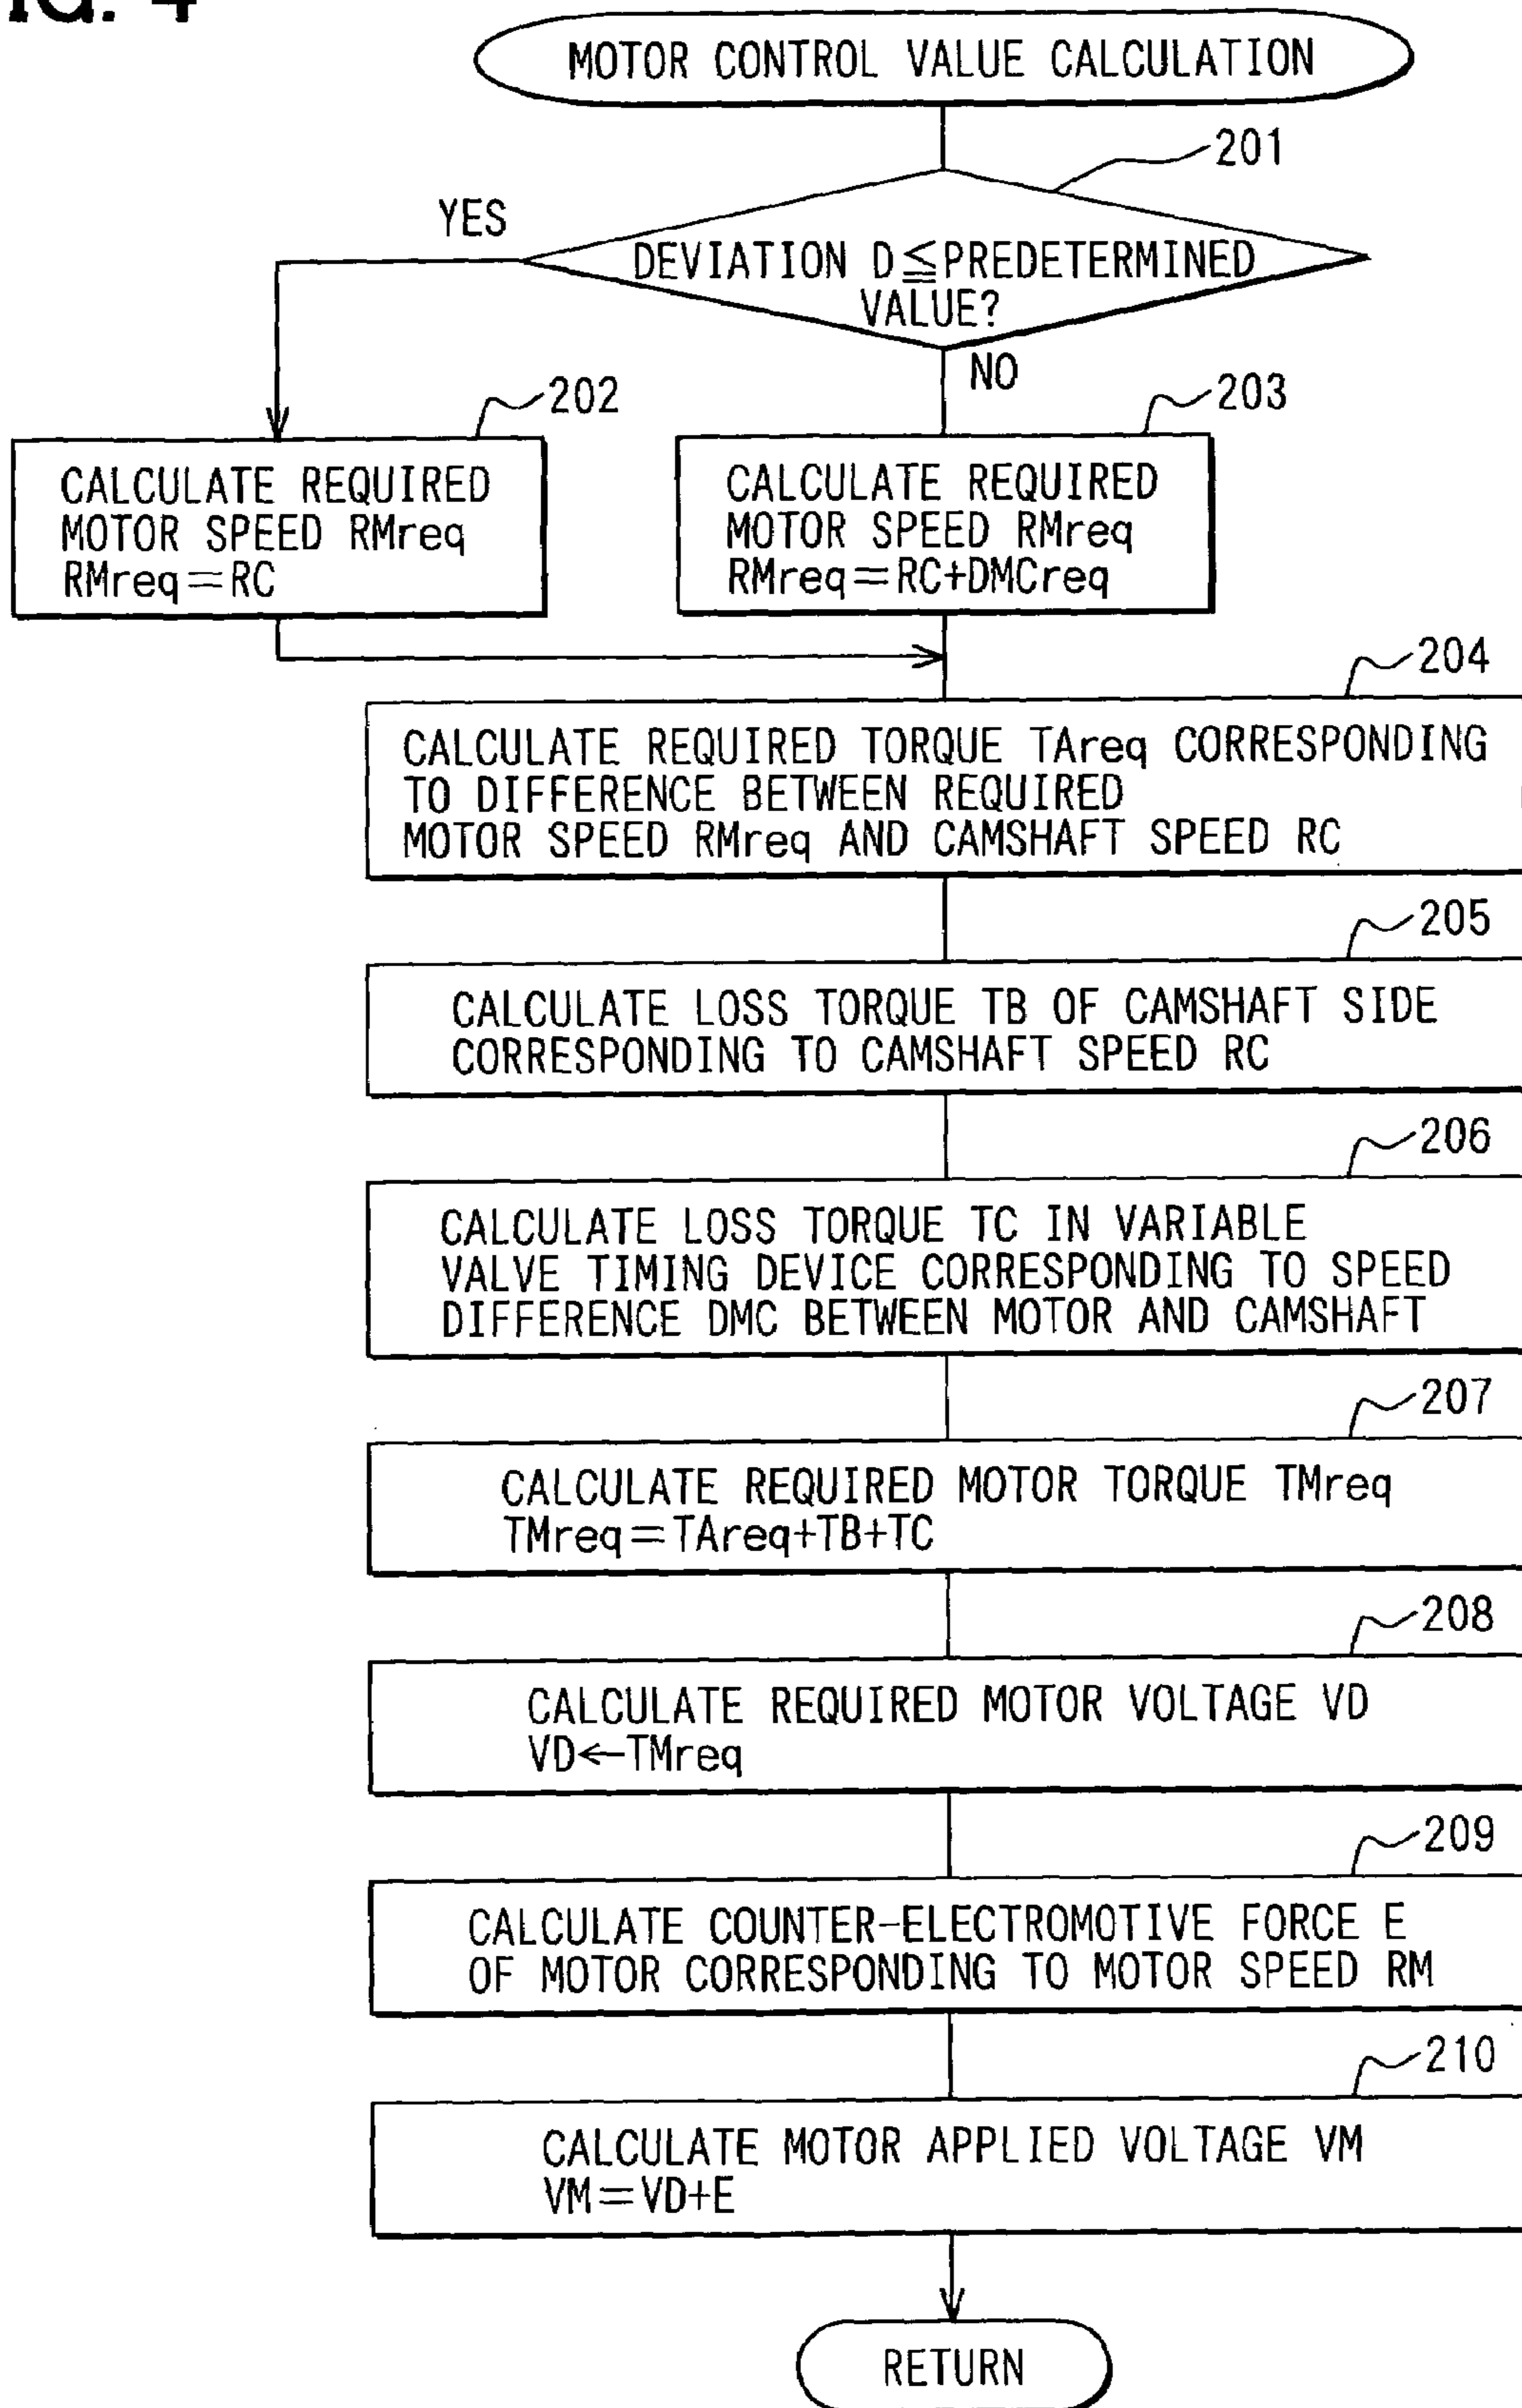 MOTOR CONTROL VALUE CALCULATION
201
YES
DEVIATION D≦PREDETERMINED
VALUE?
NO
202
203
CALCULATE REQUIRED
MOTOR SPEED RMreq
RMreq=RC
CALCULATE REQUIRED
MOTOR SPEED RMreq
RMreq=RC+DMCreq
204
CALCULATE REQUIRED TORQUE TAreq CORRESPONDING
TO DIFFERENCE BETWEEN REQUIRED
MOTOR SPEED RMreq AND CAMSHAFT SPEED RC
205
CALCULATE LOSS TORQUE TB OF CAMSHAFT SIDE
CORRESPONDING TO CAMSHAFT SPEED RC
206
CALCULATE LOSS TORQUE TC IN VARIABLE
VALVE TIMING DEVICE CORRESPONDING TO SPEED
DIFFERENCE DMC BETWEEN MOTOR AND CAMSHAFT
207
CALCULATE REQUIRED MOTOR TORQUE TMreq
TMreq=TAreq+TB+TC
208
CALCULATE REQUIRED MOTOR VOLTAGE VD
VD←TMreq
209
CALCULATE COUNTER-ELECTROMOTIVE FORCE E
OF MOTOR CORRESPONDING TO MOTOR SPEED RM
210
CALCULATE MOTOR APPLIED VOLTAGE VM
VM=VD+E
RETURN